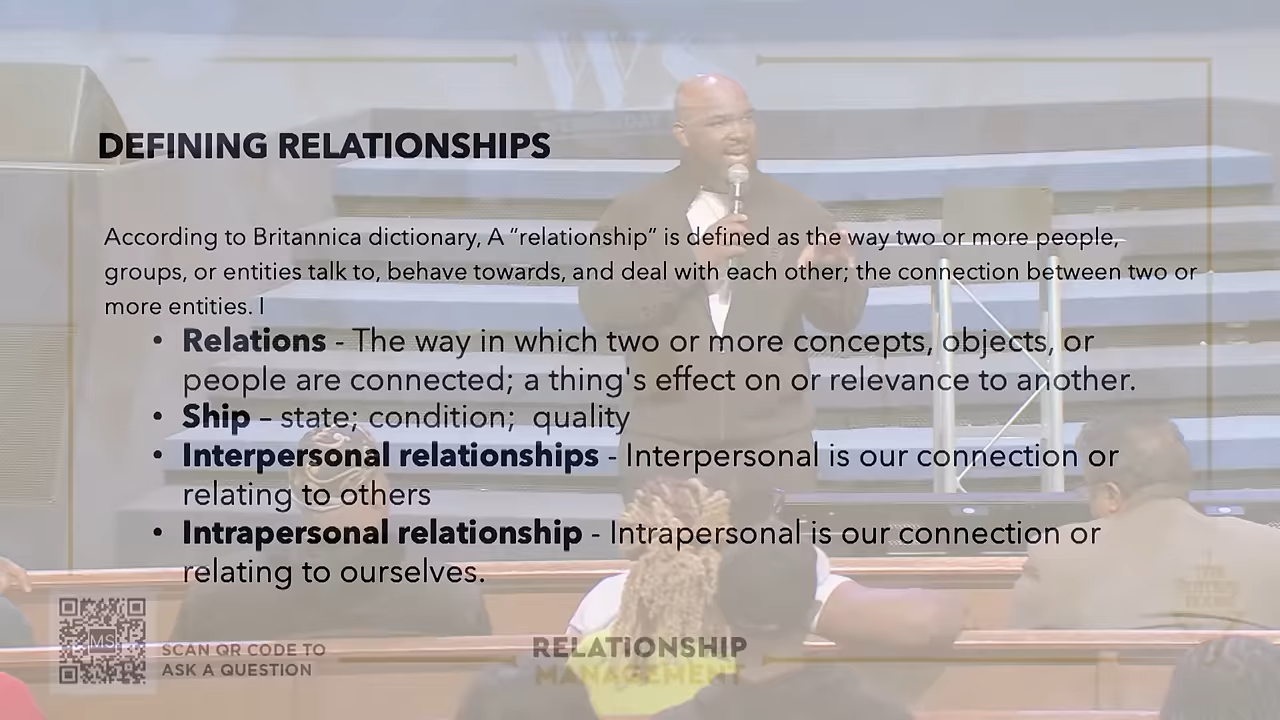 WS
DEFINING RELATIONSHIPS
According to Britannica dictionary, A “relationship” is defined as the way two or more people,
groups, or entities talk to, behave towards, and deal with each other; the connection between two or
more entities. I
• Relations - The way in which two or more concepts, objects, or
people are connected; a thing's effect on or relevance to another.
• Ship – state; condition;  quality
• Interpersonal relationships - Interpersonal is our connection or
relating to others
• Intrapersonal relationship - Intrapersonal is our connection or
relating to ourselves.
MS
SCAN QR CODE TO
ASK A QUESTION
RELATIONSHIP
MANAGEMENT